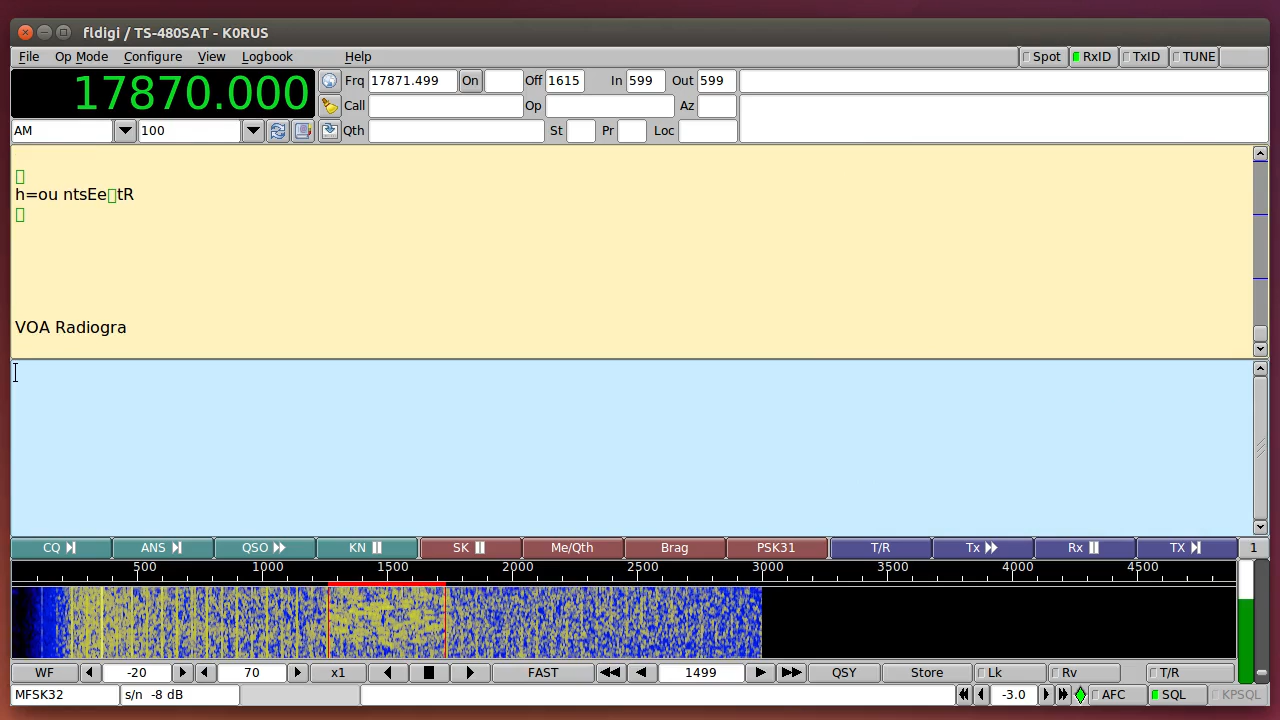 fldigi / TS-480SAT - K0RUS
File Op Mode Configure View Logbook Help Spot RxID TxID TUNE
17870.000 Frq 17871.499 On Off 1615 In 599 Out 599
Call Op Az
AM 100 Qth St Pr Loc
h=ou ntsEe▯tR
VOA Radiogra
CQ ANS QSO KN SK Me/Qth Brag PSK31 T/R Tx Rx TX 1
500 1000 1500 2000 2500 3000 3500 4000 4500
WF -20 70 x1 FAST 1499 QSY Store Lk Rv T/R
MFSK32 s/n -8 dB -3.0 AFC SQL KPSQL